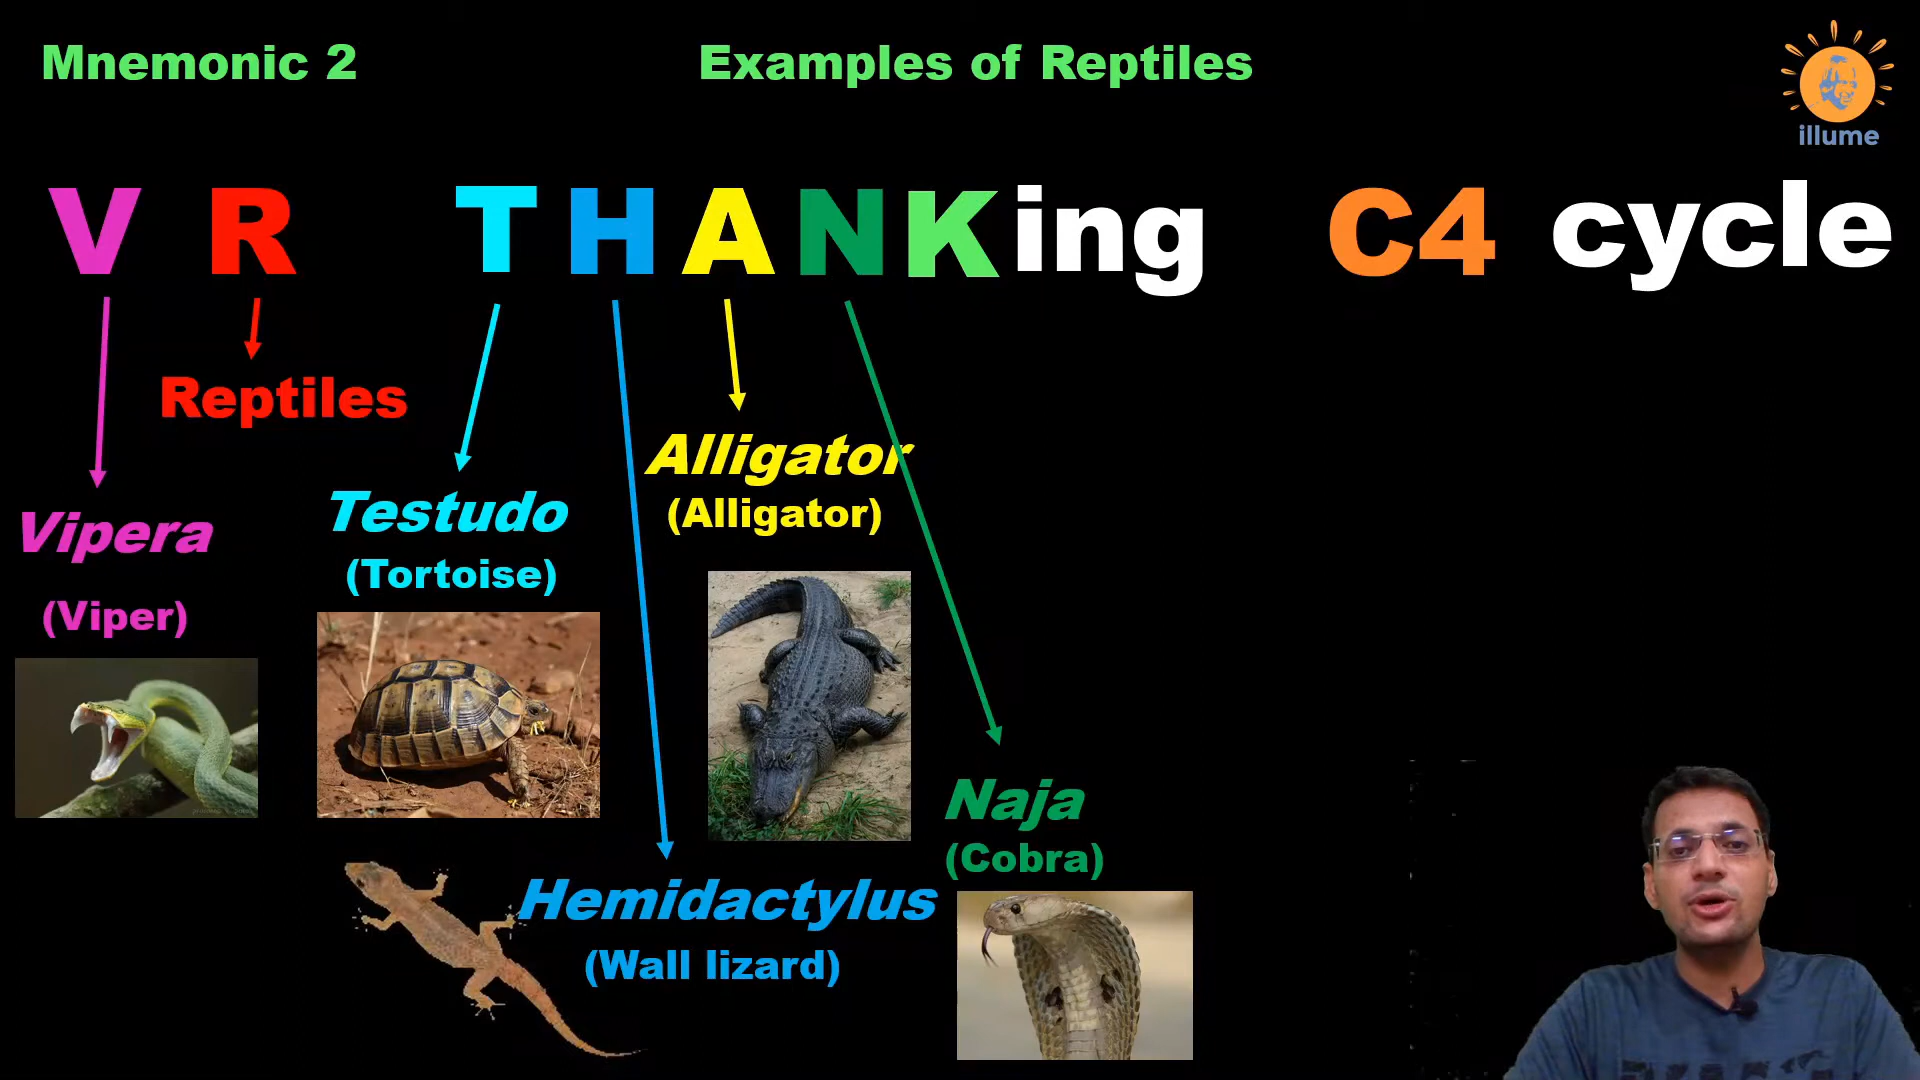 Mnemonic 2
Examples of Reptiles
illume
V R THANKing C4 cycle
Reptiles
Vipera
(Viper)
Testudo
(Tortoise)
Alligator
(Alligator)
Hemidactylus
(Wall lizard)
Naja
(Cobra)